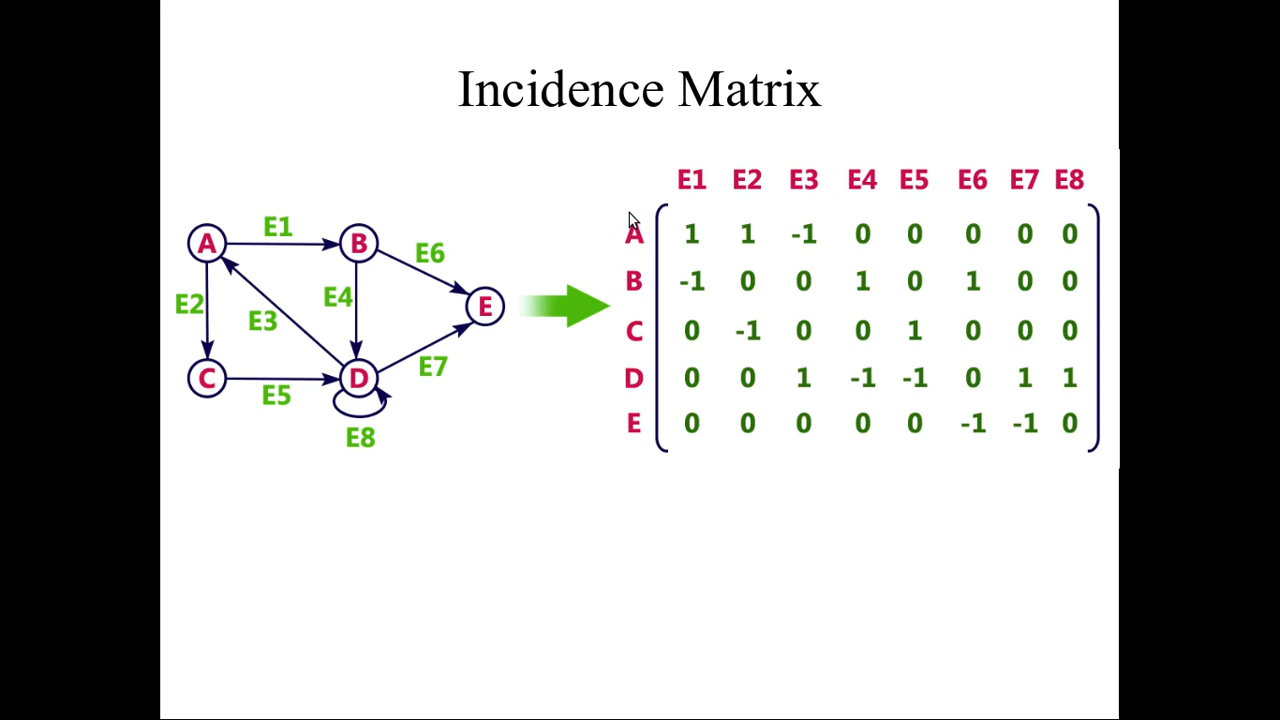 Incidence Matrix
E1 E2 E3 E4 E5 E6 E7 E8
A 1 1 -1 0 0 0 0 0
B -1 0 0 1 0 1 0 0
C 0 -1 0 0 1 0 0 0
D 0 0 1 -1 -1 0 1 1
E 0 0 0 0 0 -1 -1 0
E1
A B
E6
E2 E4
E3 E
E7
C D
E5
E8